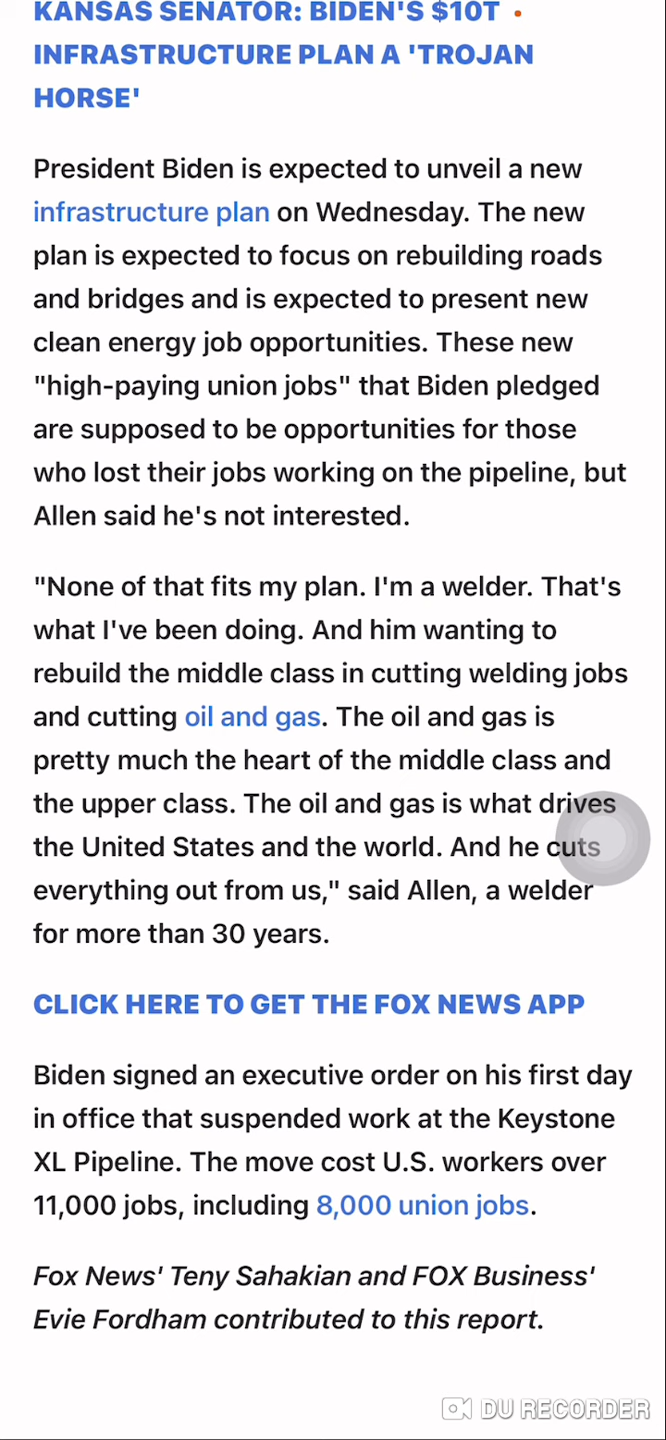 KANSAS SENATOR: BIDEN'S $10T
INFRASTRUCTURE PLAN A 'TROJAN
HORSE'
President Biden is expected to unveil a new
infrastructure plan on Wednesday. The new
plan is expected to focus on rebuilding roads
and bridges and is expected to present new
clean energy job opportunities. These new
"high-paying union jobs" that Biden pledged
are supposed to be opportunities for those
who lost their jobs working on the pipeline, but
Allen said he's not interested.
"None of that fits my plan. I'm a welder. That's
what I've been doing. And him wanting to
rebuild the middle class in cutting welding jobs
and cutting oil and gas. The oil and gas is
pretty much the heart of the middle class and
the upper class. The oil and gas is what drives
the United States and the world. And he cuts
everything out from us," said Allen, a welder
for more than 30 years.
CLICK HERE TO GET THE FOX NEWS APP
Biden signed an executive order on his first day
in office that suspended work at the Keystone
XL Pipeline. The move cost U.S. workers over
11,000 jobs, including 8,000 union jobs.
Fox News' Teny Sahakian and FOX Business'
Evie Fordham contributed to this report.
DU RECORDER